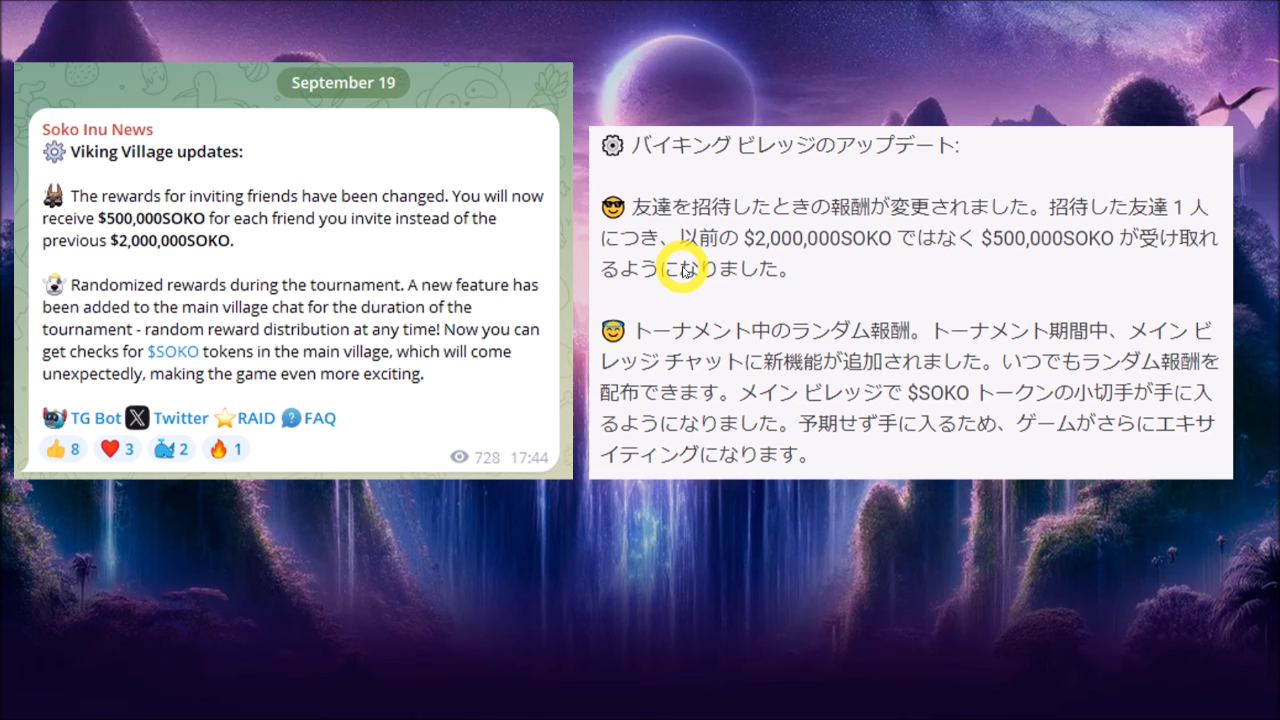 September 19
Soko Inu News
Viking Village updates:
The rewards for inviting friends have been changed. You will now
receive $500,000SOKO for each friend you invite instead of the
previous $2,000,000SOKO.
Randomized rewards during the tournament. A new feature has
been added to the main village chat for the duration of the
tournament - random reward distribution at any time! Now you can
get checks for $SOKO tokens in the main village, which will come
unexpectedly, making the game even more exciting.
TG Bot X Twitter RAID ? FAQ
8 3 2 1
728 17:44
バイキング ビレッジのアップデート:
友達を招待したときの報酬が変更されました。招待した友達 1 人
につき、以前の $2,000,000SOKO ではなく $500,000SOKO が受け取れ
るようになりました。
トーナメント中のランダム報酬。トーナメント期間中、メイン ビ
レッジ チャットに新機能が追加されました。いつでもランダム報酬を
配布できます。メイン ビレッジで $SOKO トークンの小切手が手に入
るようになりました。予期せず手に入るため、ゲームがさらにエキサ
イティングになります。